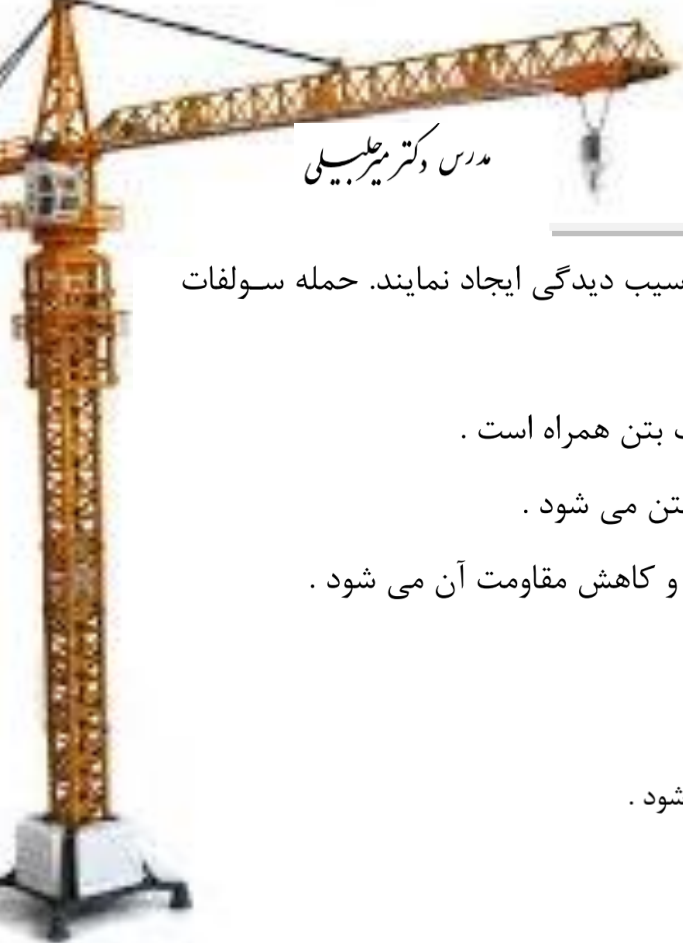 مدرس دکتر میرجلیلی
سیب دیدگی ایجاد نمایند. حمله سـولفات
بتن همراه است .
تن می شود .
و کاهش مقاومت آن می شود .
شود .